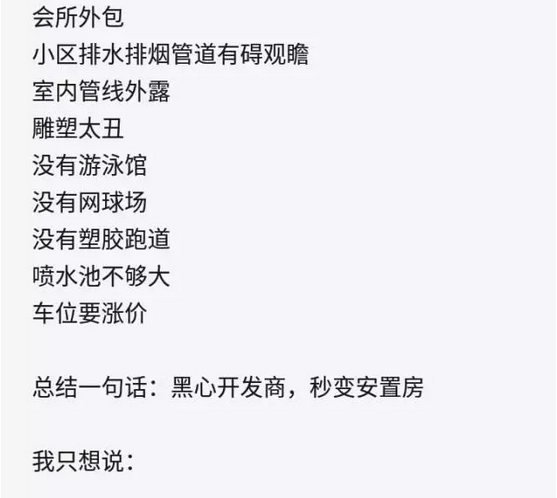 会所外包
小区排水排烟管道有碍观瞻
室内管线外露
雕塑太丑
没有游泳馆
没有网球场
没有塑胶跑道
喷水池不够大
车位要涨价
总结一句话：黑心开发商，秒变安置房
我只想说：